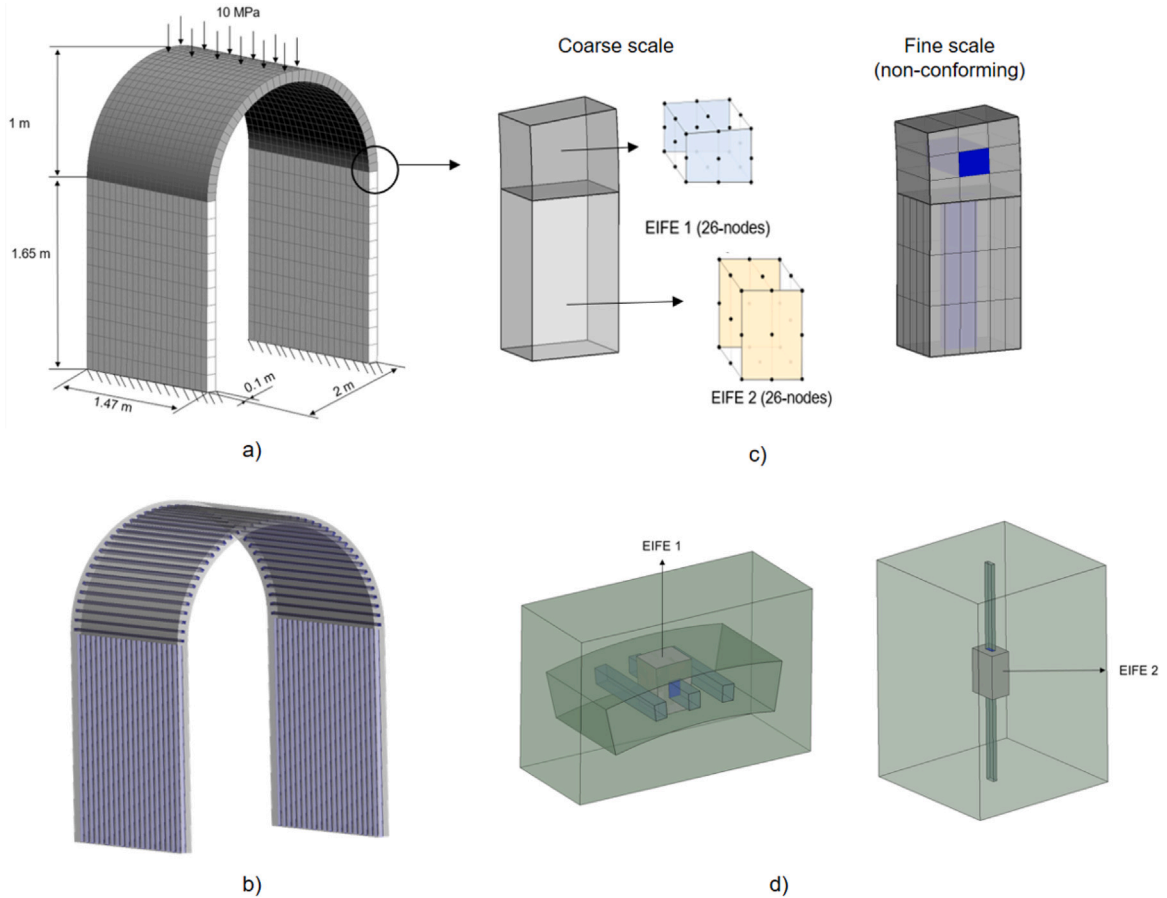 10 MPa
1 m
1.65 m
1.47 m
0.1 m
2 m
a)
Coarse scale
Fine scale
(non-conforming)
EIFE 1 (26-nodes)
EIFE 2 (26-nodes)
c)
b)
EIFE 1
EIFE 2
d)